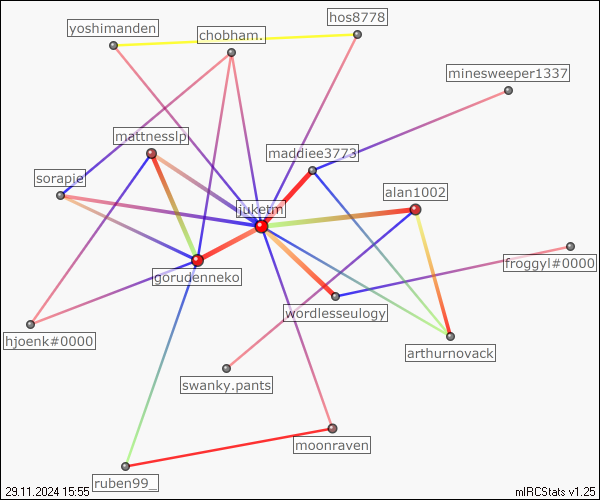 hos8778
yoshimanden
chobham.
minesweeper1337
mattnesslp
maddiee3773
sorapje
alan1002
juketm
froggyl#0000
gorudenneko
wordlesseulogy
hjoenk#0000
arthurnovack
swanky.pants
moonraven
ruben99_
29.11.2024 15:55
mIRCStats v1.25